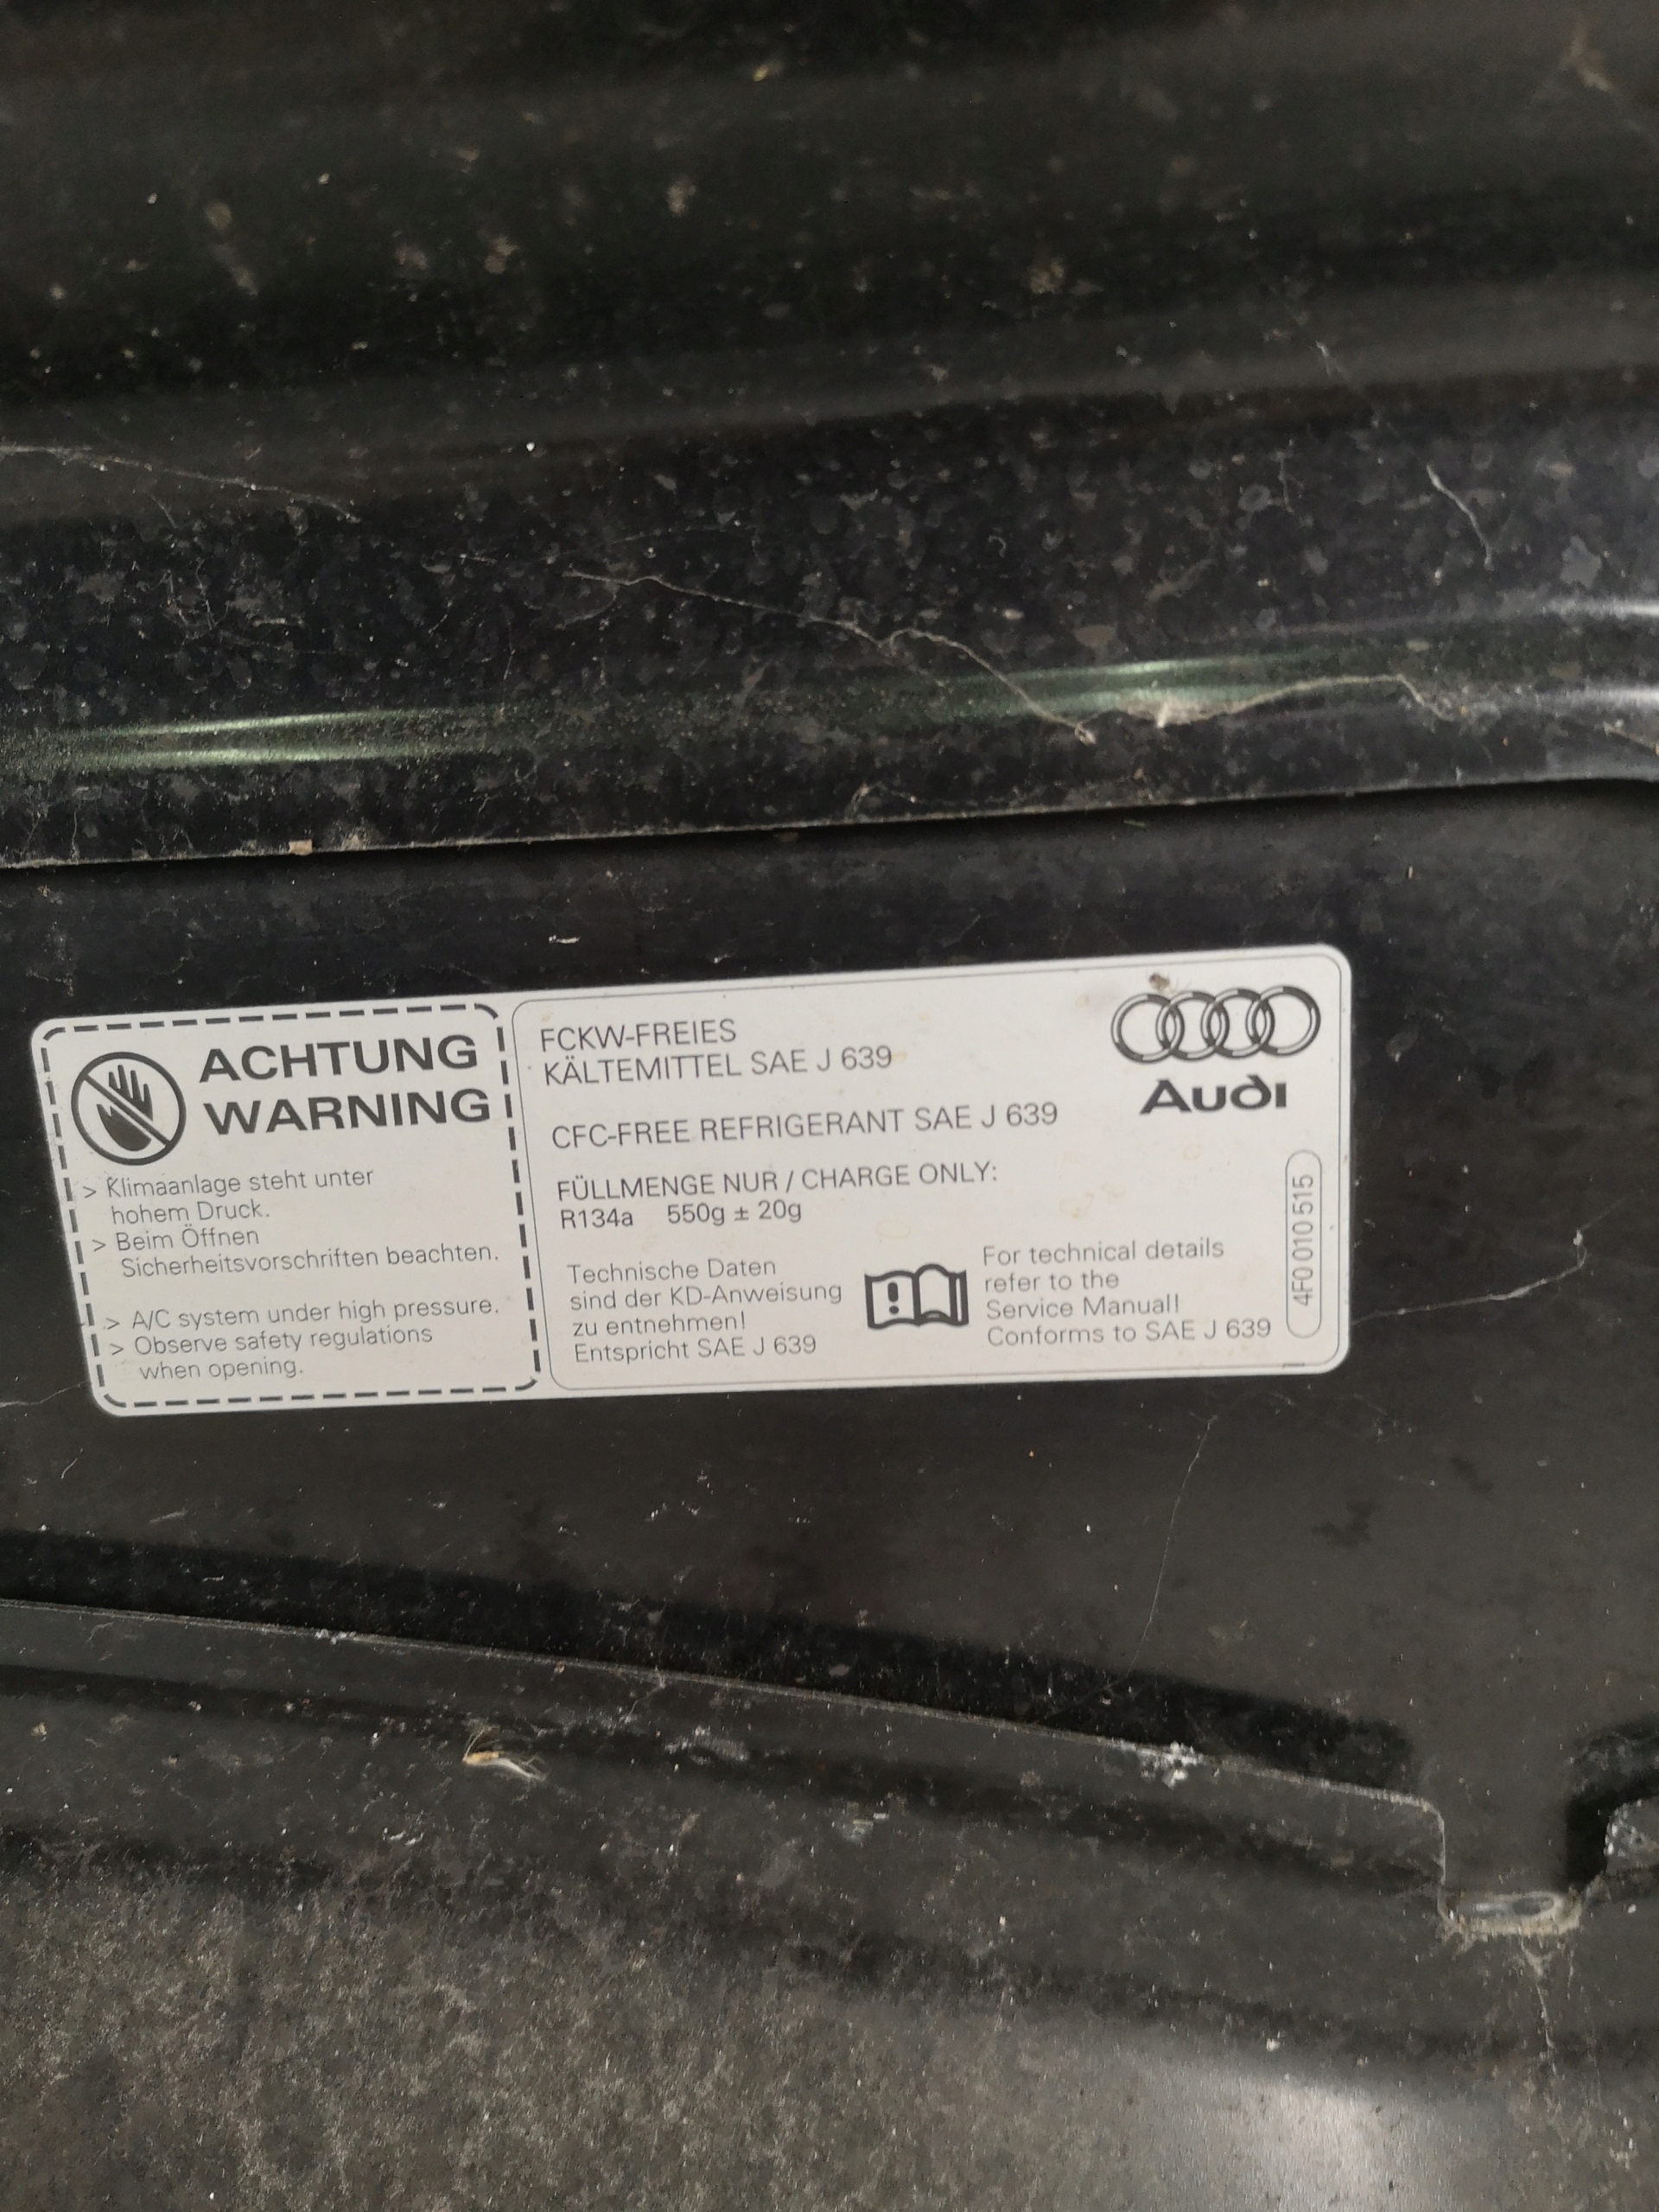 ACHTUNG
WARNING
> Klimaanlage steht unter
hohem Druck.
> Beim Öffnen
Sicherheitsvorschriften beachten.
> A/C system under high pressure.
> Observe safety regulations
when opening.
FCKW-FREIES
KÄLTEMITTEL SAE J 639
CFC-FREE REFRIGERANT SAE J 639
FÜLLMENGE NUR / CHARGE ONLY:
R134a 550g ± 20g
Technische Daten
sind der KD-Anweisung
zu entnehmen!
Entspricht SAE J 639
For technical details
refer to the
Service Manual!
Conforms to SAE J 639
Audi
4F0 010 515